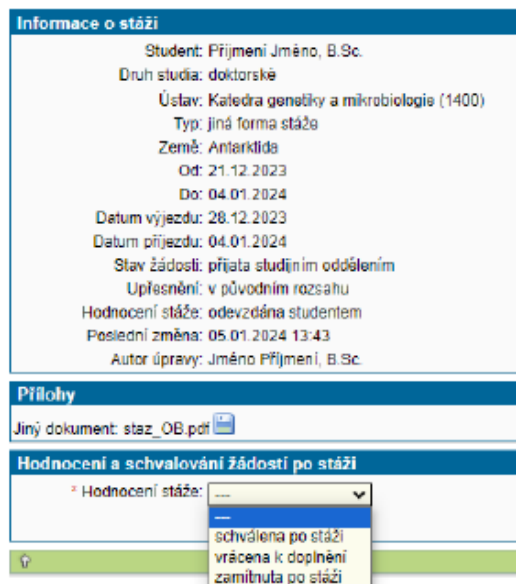 Informace o stáži
Student: Příjmení Jméno, B.Sc.
Druh studia: doktorské
Ústav: Katedra genetiky a mikrobiologie (1400)
Typ: jiná forma stáže
Země: Antarktida
Od: 21.12.2023
Do: 04.01.2024
Datum výjezdu: 28.12.2023
Datum příjezdu: 04.01.2024
Stav žádosti: přijata studijním oddělením
Upřesnění: v původním rozsahu
Hodnocení stáže: odevzdána studentem
Poslední změna: 05.01.2024 13:43
Autor úpravy: Jméno Příjmení, B.Sc.
Přílohy
Jiný dokument: staz_OB.pdf
Hodnocení a schvalování žádostí po stáži
* Hodnocení stáže: ---
---
schválena po stáži
vrácena k doplnění
zamítnuta po stáži